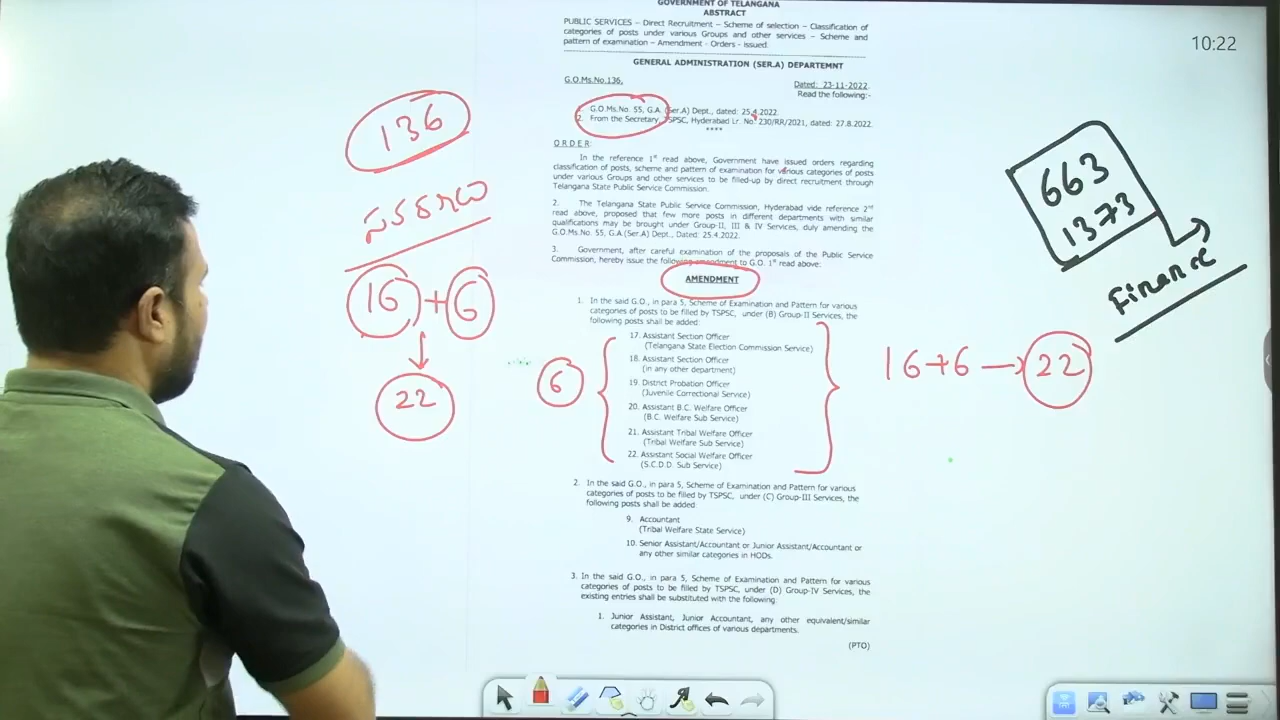 GOVERNMENT OF TELANGANA
ABSTRACT
PUBLIC SERVICES – Direct Recruitment – Scheme of selection – Classification of
categories of posts under various Groups and other services – Scheme and
pattern of examination – Amendment - Orders - issued.
GENERAL ADMINISTRATION (SER.A) DEPARTEMNT
G.O.Ms.No.136,
Dated: 23-11-2022.
Read the following:-
1. G.O.Ms.No. 55, G.A. (Ser.A) Dept., dated: 25.4.2022.
2. From the Secretary, TSPSC, Hyderabad Lr. No. 230/RR/2021, dated: 27.8.2022.
****
O R D E R:
In the reference 1st read above, Government have issued orders regarding
classification of posts, scheme and pattern of examination for various categories of posts
under various Groups and other services to be filled-up by direct recruitment through
Telangana State Public Service Commission.
2. The Telangana State Public Service Commission, Hyderabad vide reference 2nd
read above, proposed that few more posts in different departments with similar
qualifications may be brought under Group-II, III & IV Services, duly amending the
G.O.Ms.No. 55, G.A (Ser.A) Dept., Dated: 25.4.2022.
3. Government, after careful examination of the proposals of the Public Service
Commission, hereby issue the following amendment to G.O. 1st read above:
AMENDMENT
1. In the said G.O., in para 5, Scheme of Examination and Pattern for various
categories of posts to be filled by TSPSC, under (B) Group-II Services, the
following posts shall be added:
17. Assistant Section Officer
(Telangana State Election Commission Service)
18. Assistant Section Officer
(in any other department)
19. District Probation Officer
(Juvenile Correctional Service)
20. Assistant B.C. Welfare Officer
(B.C. Welfare Sub Service)
21. Assistant Tribal Welfare Officer
(Tribal Welfare Sub Service)
22. Assistant Social Welfare Officer
(S.C.D.D. Sub Service)
2. In the said G.O., in para 5, Scheme of Examination and Pattern for various
categories of posts to be filled by TSPSC, under (C) Group-III Services, the
following posts shall be added:
9. Accountant
(Tribal Welfare State Service)
10. Senior Assistant/Accountant or Junior Assistant/Accountant or
any other similar categories in HODs.
3. In the said G.O., in para 5, Scheme of Examination and Pattern for various
categories of posts to be filled by TSPSC, under (D) Group-IV Services, the
existing entries shall be substituted with the following:
1. Junior Assistant, Junior Accountant, any other equivalent/similar
categories in District offices of various departments.
(PTO)
136
సవరణలు
16 + 6
22
6
16+6 → 22
663
1373
Finance
10:22